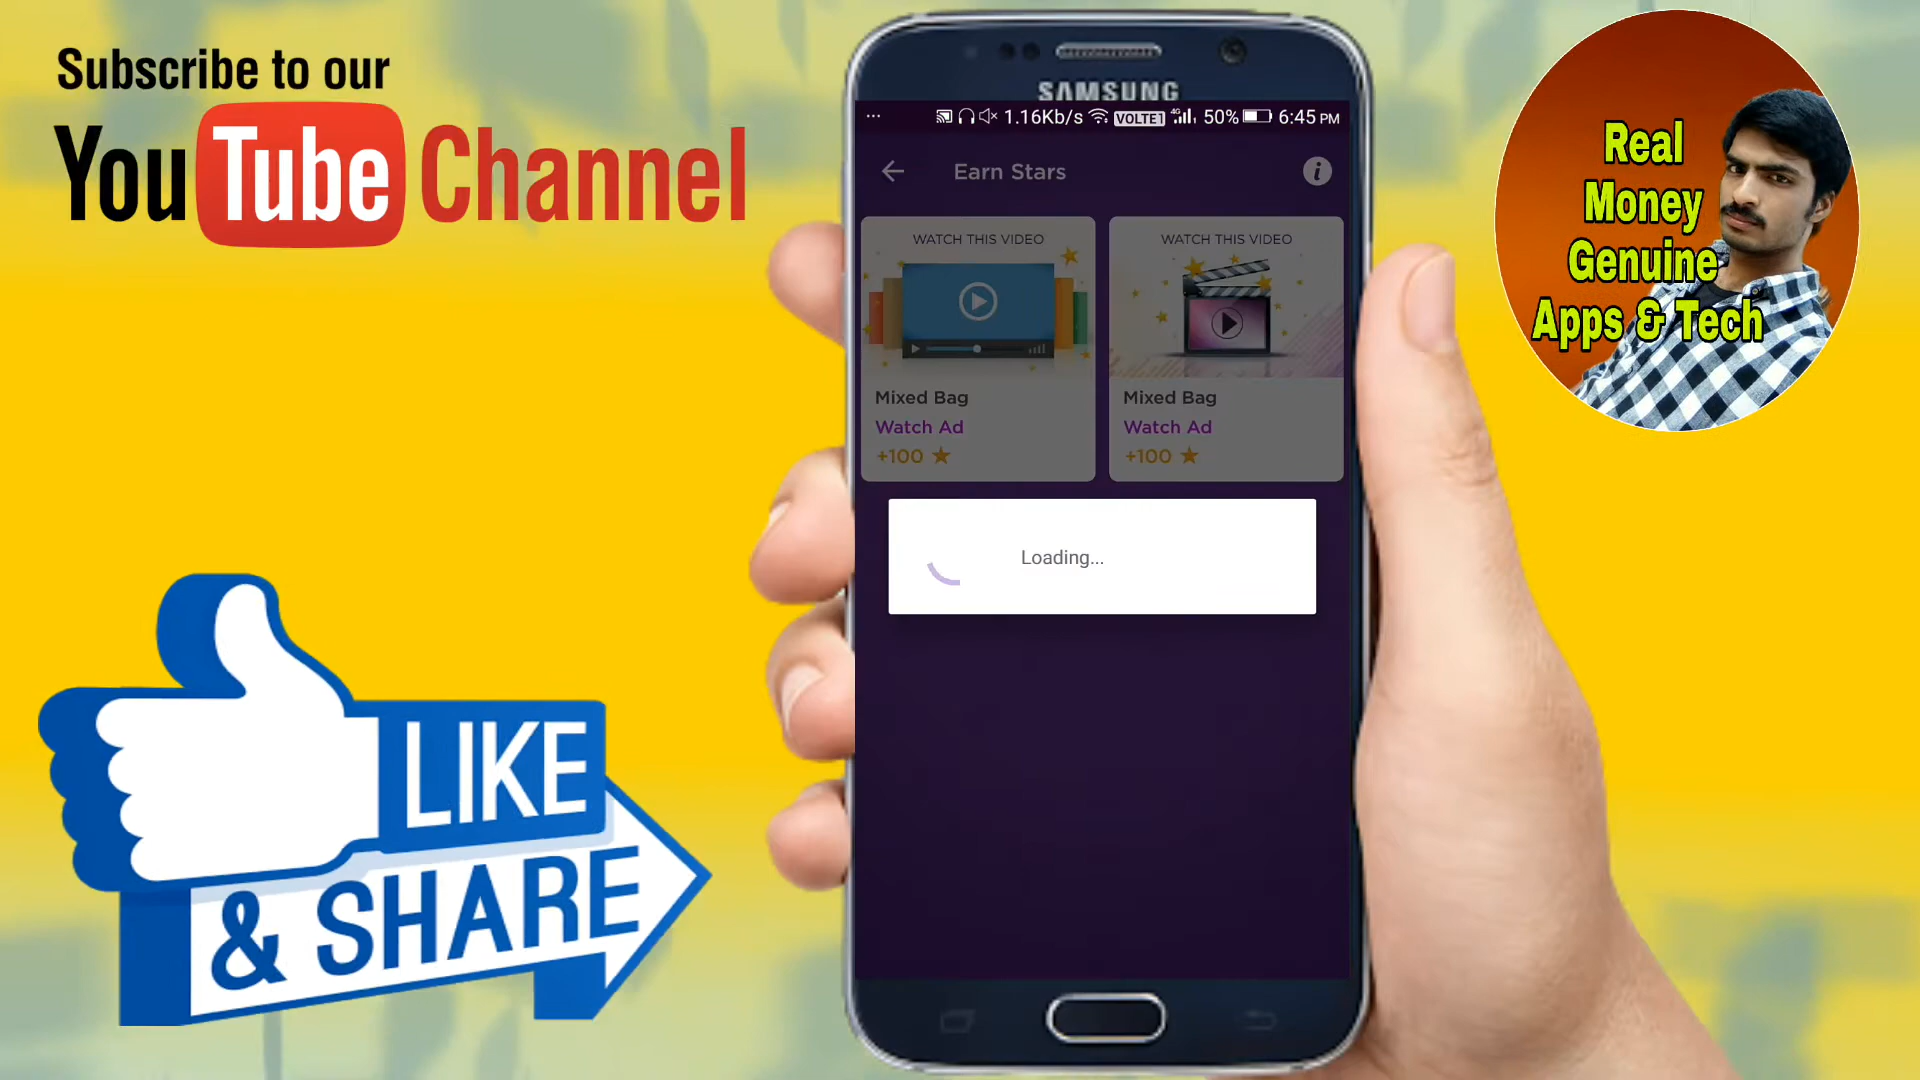 Subscribe to our
YouTube Channel
LIKE
& SHARE
SAMSUNG
... 1.16Kb/s VOLTE1 4G 50% 6:45 PM
Earn Stars
WATCH THIS VIDEO
Mixed Bag
Watch Ad
+100
WATCH THIS VIDEO
Mixed Bag
Watch Ad
+100
Loading...
Real
Money
Genuine
Apps & Tech